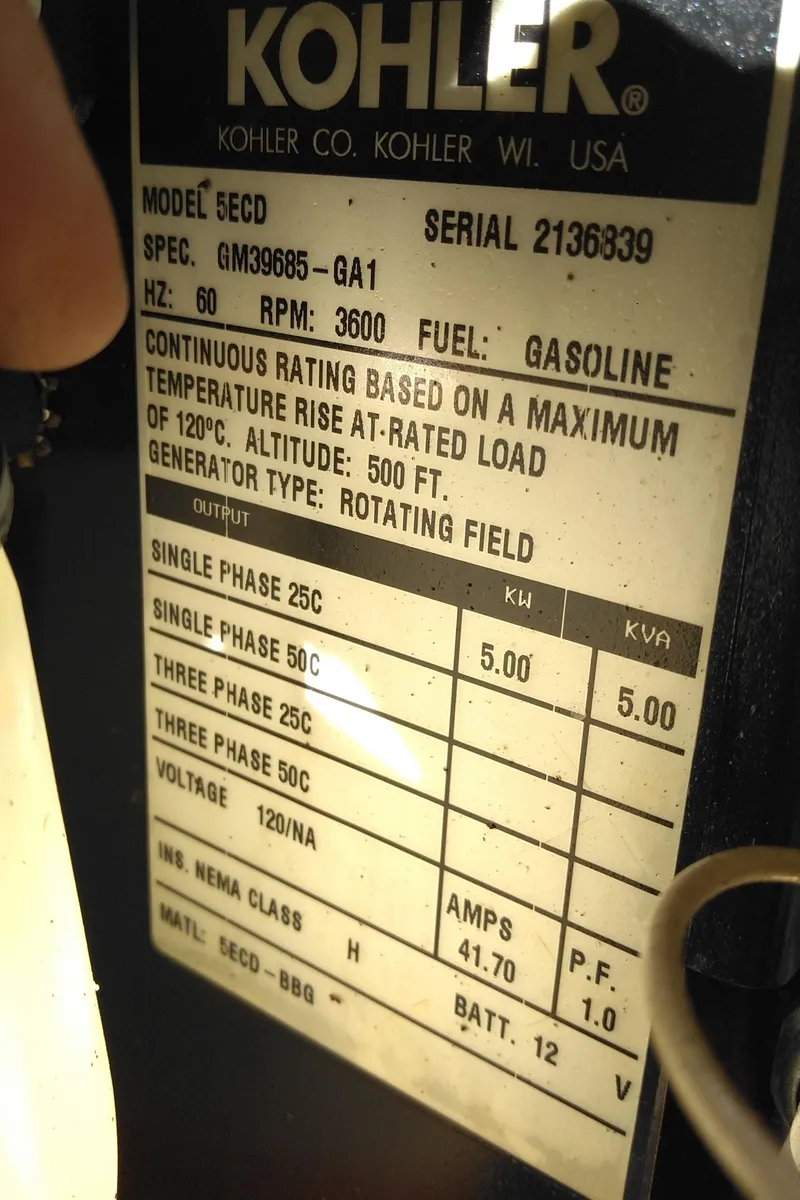 KOHLER®
KOHLER CO. KOHLER WI. USA
MODEL 5ECD SERIAL 2136839
SPEC. GM39685-GA1
HZ: 60 RPM: 3600 FUEL: GASOLINE
CONTINUOUS RATING BASED ON A MAXIMUM
TEMPERATURE RISE AT RATED LOAD
OF 120ºC. ALTITUDE: 500 FT.
GENERATOR TYPE: ROTATING FIELD
OUTPUT KW KVA
SINGLE PHASE 25C 5.00 5.00
SINGLE PHASE 50C
THREE PHASE 25C
THREE PHASE 50C
VOLTAGE 120/NA AMPS 41.70 P.F. 1.0
INS. NEMA CLASS H BATT. 12 V
MATL: 5ECD-BBG -